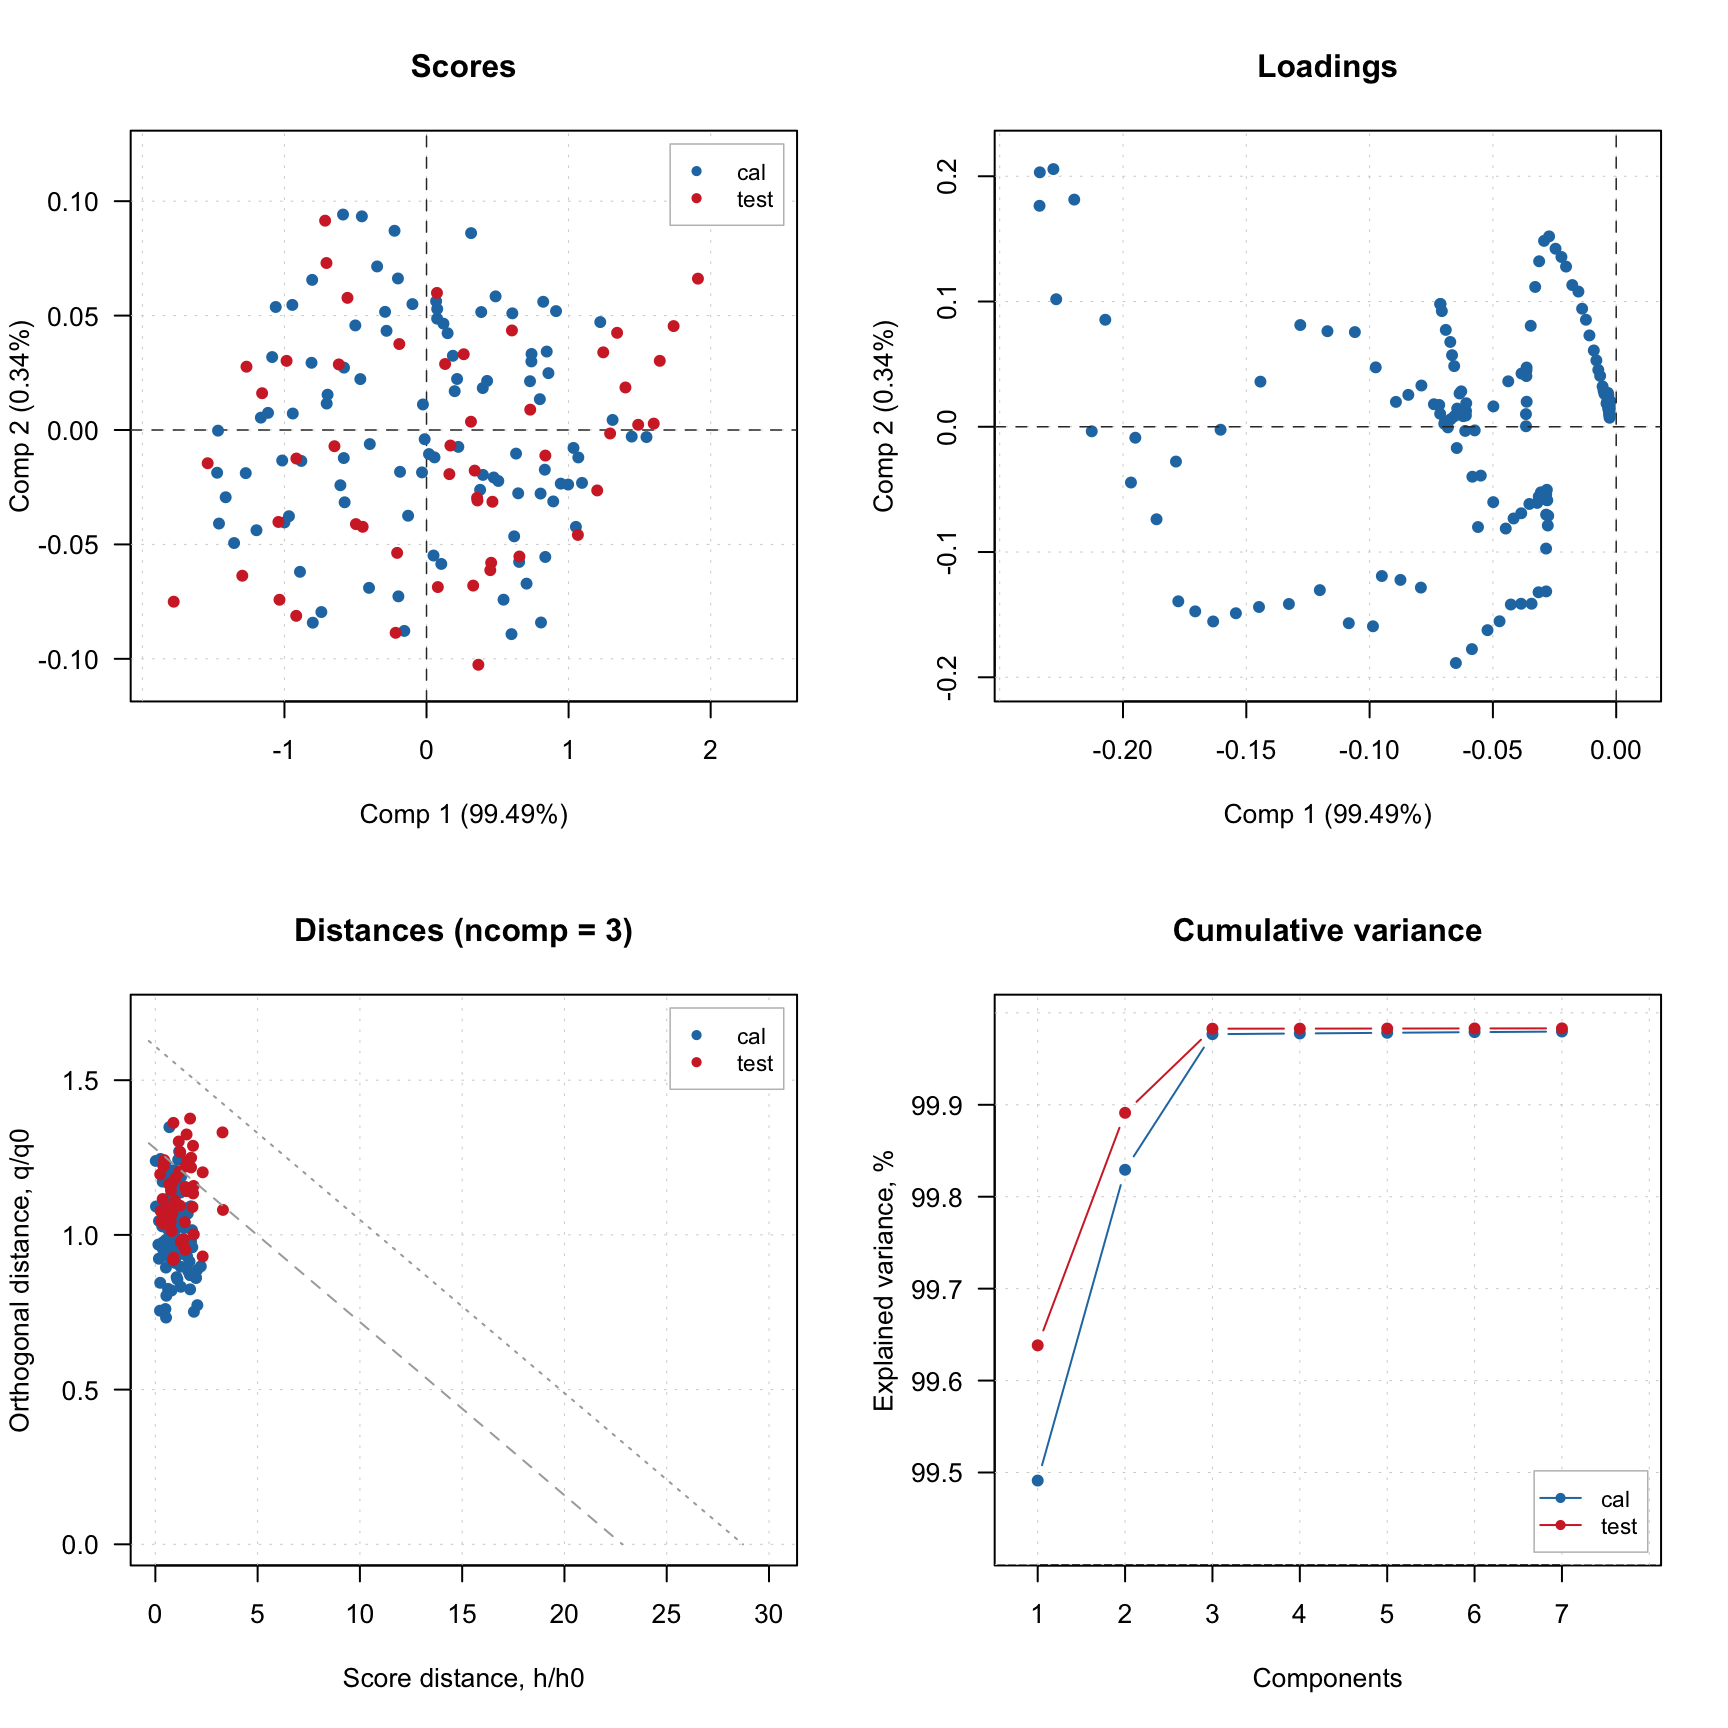 Scores
cal
test
0.10
0.05
0.00
-0.05
-0.10
Comp 2 (0.34%)
-1 0 1 2
Comp 1 (99.49%)
Loadings
0.2
0.1
0.0
-0.1
-0.2
Comp 2 (0.34%)
-0.20 -0.15 -0.10 -0.05 0.00
Comp 1 (99.49%)
Distances (ncomp = 3)
cal
test
1.5
1.0
0.5
0.0
Orthogonal distance, q/q0
0 5 10 15 20 25 30
Score distance, h/h0
Cumulative variance
99.9
99.8
99.7
99.6
99.5
Explained variance, %
cal
test
1 2 3 4 5 6 7
Components